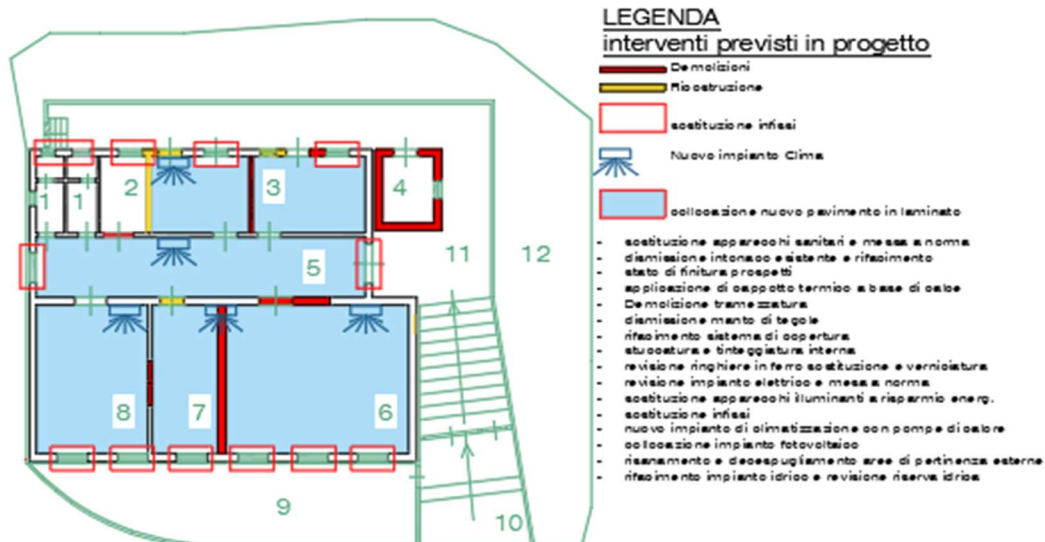 LEGENDA
interventi previsti in progetto
Demolizioni
Ricostruzione
sostituzione infissi
Nuovo impianto Clima
collocazione nuovo pavimento in laminato
- sostituzione apparecchi sanitari e messa a norma
- dismissione intonaco esistente e rifacimento
- stato di finitura prospetti
- applicazione di cappotto termico a base di calce
- Demolizione tramezzatura
- dismissione manto di tegole
- rifacimento sistema di copertura
- stuccatura e tinteggiatura interna
- revisione ringhiere in ferro sostituzione e verniciatura
- revisione impianto elettrico e messa a norma
- sostituzione apparecchi illuminanti a risparmio energ.
- sostituzione infissi
- nuovo impianto di climatizzazione con pompe di calore
- collocazione impianto fotovoltaico
- risanamento e decespugliamento aree di pertinenza esterne
- rifacimento impianto idrico e revisione riserva idrica
1 1 2 3 4
5 11 12
8 7 6
9 10